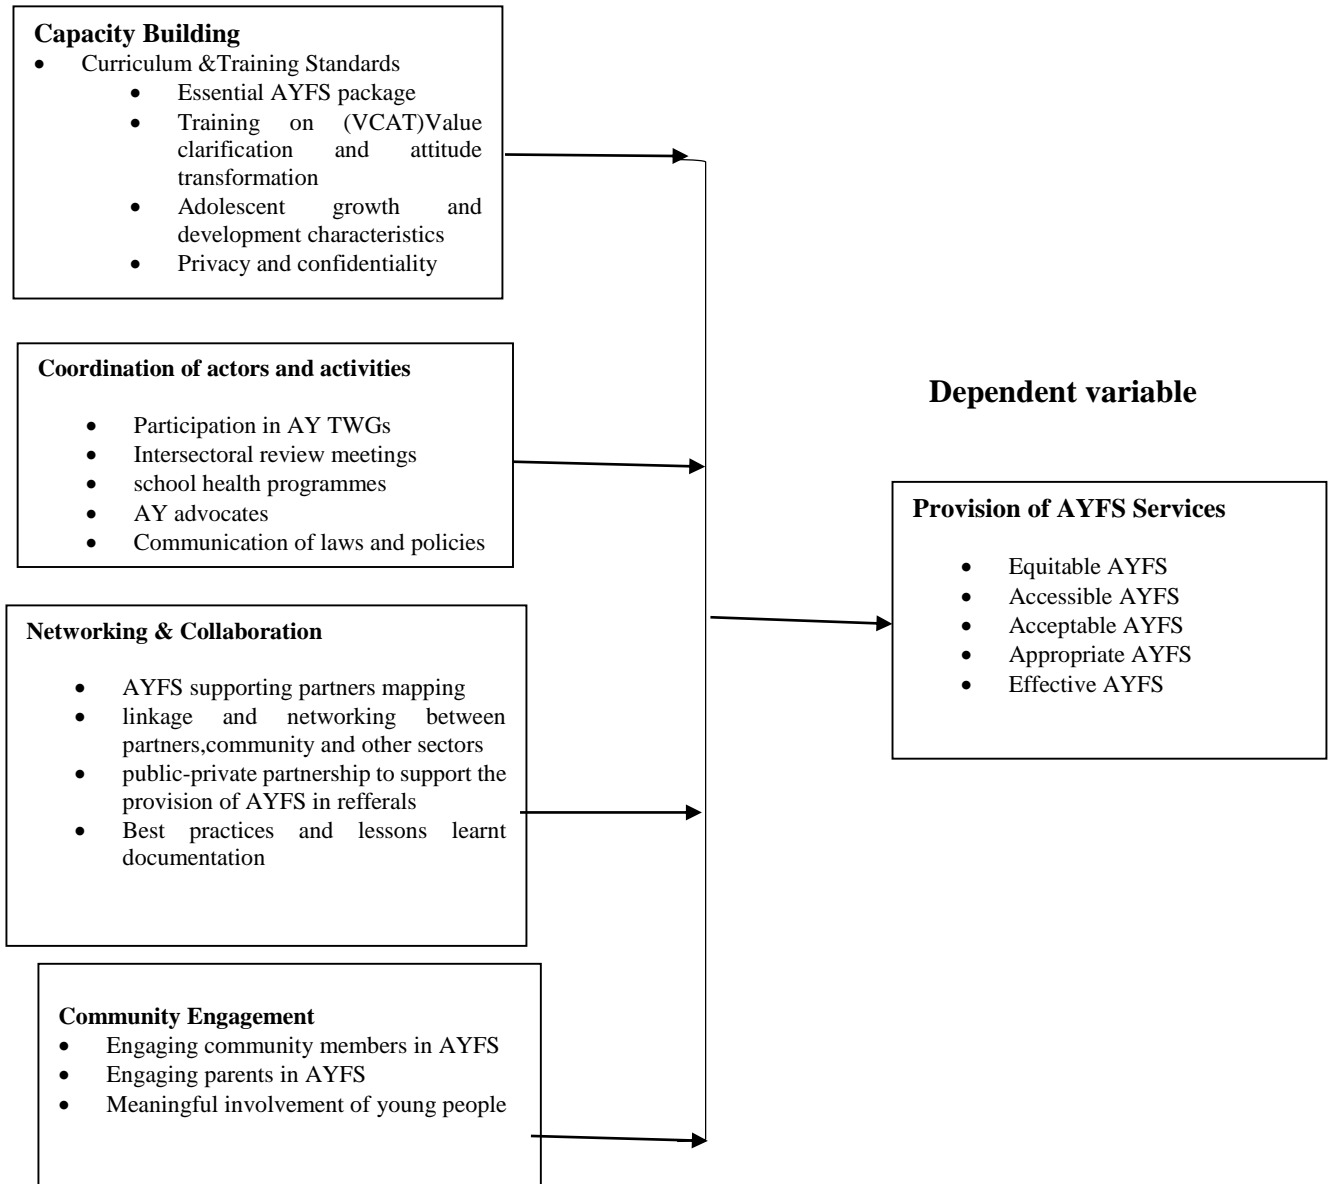 Capacity Building
• Curriculum &Training Standards
• Essential AYFS package
• Training on (VCAT)Value
clarification and attitude
transformation
• Adolescent growth and
development characteristics
• Privacy and confidentiality
Coordination of actors and activities
• Participation in AY TWGs
• Intersectoral review meetings
• school health programmes
• AY advocates
• Communication of laws and policies
Networking & Collaboration
• AYFS supporting partners mapping
• linkage and networking between
partners,community and other sectors
• public-private partnership to support the
provision of AYFS in refferals
• Best practices and lessons learnt
documentation
Community Engagement
• Engaging community members in AYFS
• Engaging parents in AYFS
• Meaningful involvement of young people
Dependent variable
Provision of AYFS Services
• Equitable AYFS
• Accessible AYFS
• Acceptable AYFS
• Appropriate AYFS
• Effective AYFS